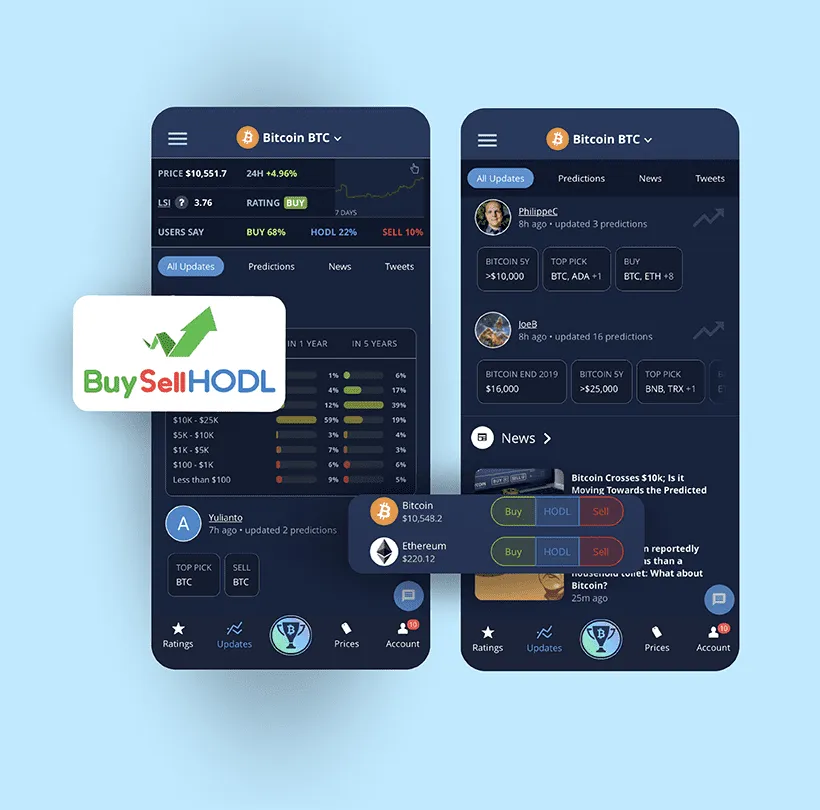 Bitcoin BTC
PRICE $10,551.7 24H +4.96%
LSI ? 3.76 RATING BUY
7 DAYS
USERS SAY BUY 68% HODL 22% SELL 10%
All Updates Predictions News Tweets
BuySellHODL
IN 1 YEAR IN 5 YEARS
1% 6%
4% 17%
12% 39%
$10K - $25K 59% 19%
$5K - $10K 3% 4%
$1K - $5K 7% 3%
$100 - $1K 6% 6%
Less than $100 9% 5%
A
Yulianto
7h ago • updated 2 predictions
TOP PICK SELL
BTC BTC
Ratings Updates Prices Account
10
Bitcoin BTC
All Updates Predictions News Tweets
PhilippeC
8h ago • updated 3 predictions
BITCOIN 5Y TOP PICK BUY
>$10,000 BTC, ADA +1 BTC, ETH +8
JoeB
8h ago • updated 16 predictions
BITCOIN END 2019 BITCOIN 5Y TOP PICK
$16,000 >$25,000 BNB, TRX +1
News
Bitcoin Crosses $10k; Is it
Moving Towards the Predicted
Bitcoin
$10,548.2
Buy HODL Sell
Ethereum
$220.12
Buy HODL Sell
reportedly
than a
household toilet: What about
Bitcoin?
25m ago
Ratings Updates Prices Account
10